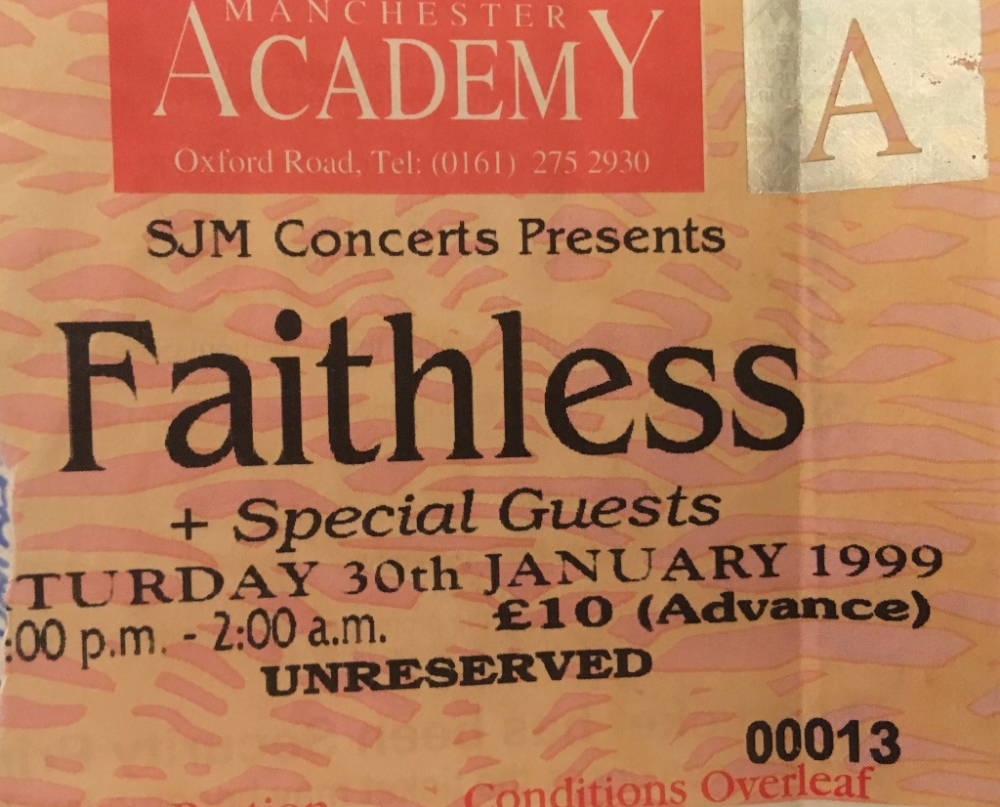 MANCHESTER
ACADEMY
A
Oxford Road, Tel: (0161) 275 2930
SJM Concerts Presents
Faithless
+ Special Guests
TURDAY 30th JANUARY 1999
:00 p.m. - 2:00 a.m. £10 (Advance)
UNRESERVED
00013
Conditions Overleaf